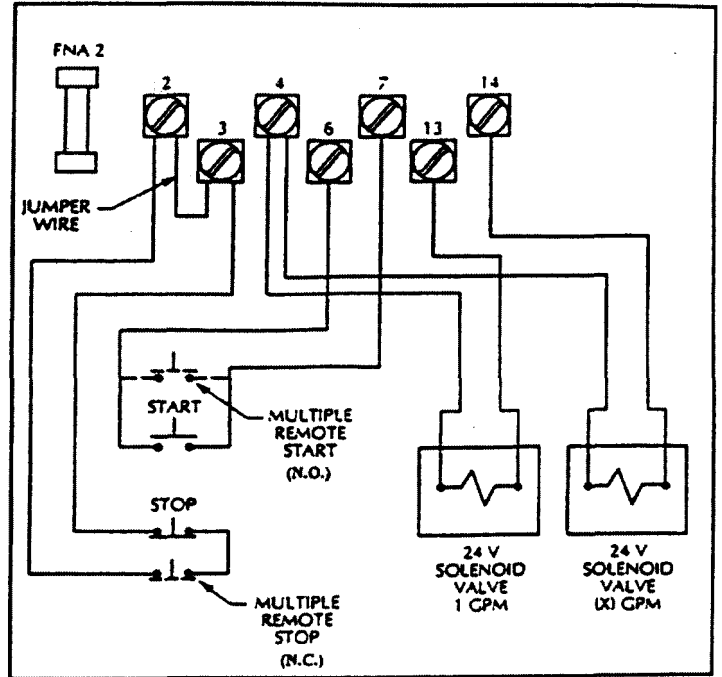 FNA 2
2
4
7
14
3
6
13
JUMPER
WIRE
START
MULTIPLE
REMOTE
START
(N.O.)
STOP
MULTIPLE
REMOTE
STOP
(N.C.)
24 V
SOLENOID
VALVE
1 GPM
24 V
SOLENOID
VALVE
(X) GPM